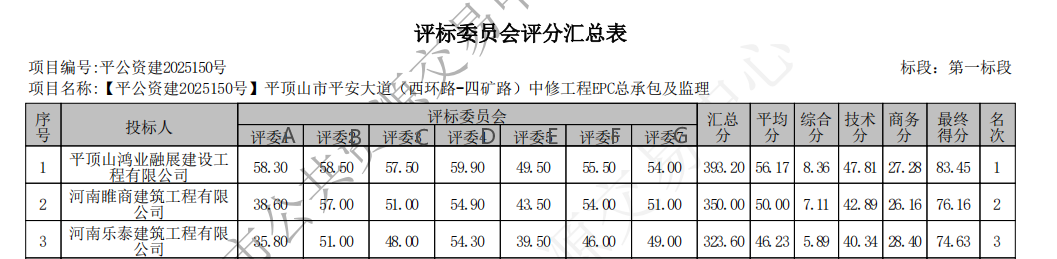 评标委员会评分汇总表
项目编号:平公资建2025150号 标段: 第一标段
项目名称:【平公资建2025150号】平顶山市平安大道（西环路-四矿路）中修工程EPC总承包及监理
序号 投标人 评标委员会 汇总分 平均分 综合分 技术分 商务分 最终得分 名次
评委A 评委B 评委C 评委D 评委E 评委F 评委G
1 平顶山鸿业融展建设工程有限公司 58.30 58.50 57.50 59.90 49.50 55.50 54.00 393.20 56.17 8.36 47.81 27.28 83.45 1
2 河南睢商建筑工程有限公司 38.60 57.00 51.00 54.90 43.50 54.00 51.00 350.00 50.00 7.11 42.89 26.16 76.16 2
3 河南乐泰建筑工程有限公司 35.80 51.00 48.00 54.30 39.50 46.00 49.00 323.60 46.23 5.89 40.34 28.40 74.63 3
市公共资源交易中
源交易中心